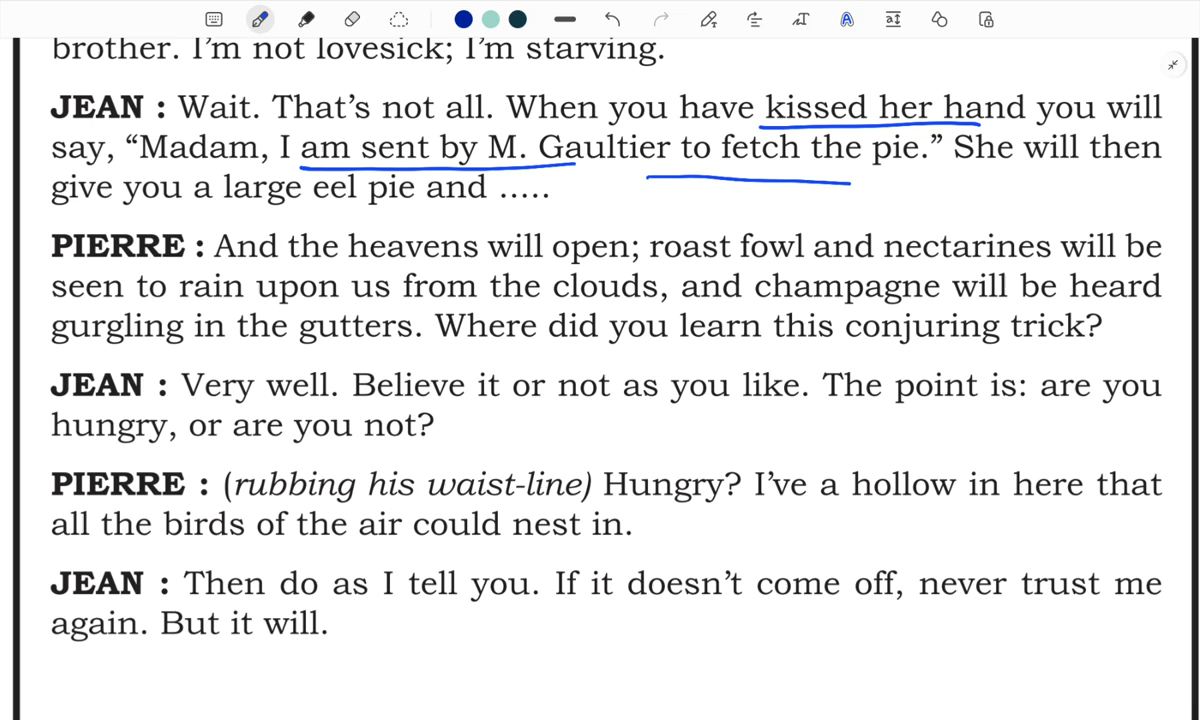 brother. I'm not lovesick; I'm starving.
JEAN : Wait. That's not all. When you have kissed her hand you will
say, “Madam, I am sent by M. Gaultier to fetch the pie.” She will then
give you a large eel pie and .....
PIERRE : And the heavens will open; roast fowl and nectarines will be
seen to rain upon us from the clouds, and champagne will be heard
gurgling in the gutters. Where did you learn this conjuring trick?
JEAN : Very well. Believe it or not as you like. The point is: are you
hungry, or are you not?
PIERRE : (rubbing his waist-line) Hungry? I've a hollow in here that
all the birds of the air could nest in.
JEAN : Then do as I tell you. If it doesn't come off, never trust me
again. But it will.